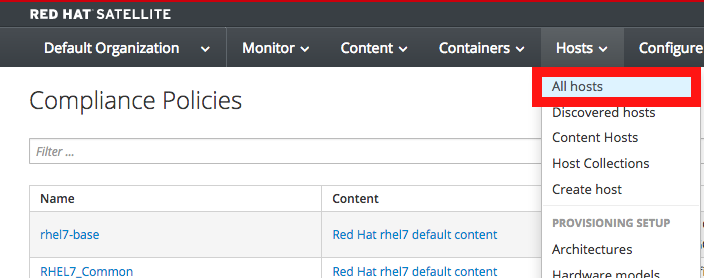 RED HAT SATELLITE
Default Organization Monitor Content Containers Hosts Configure
All hosts
Compliance Policies
Discovered hosts
Content Hosts
Filter ...
Host Collections
Create host
Name Content
PROVISIONING SETUP
rhel7-base Red Hat rhel7 default content
Architectures
RHEL7_Common Red Hat rhel7 default content
Hardware models